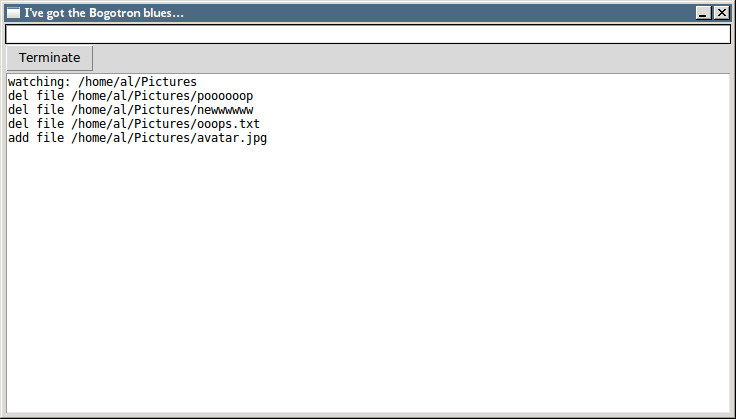 I've got the Bogotron blues...
Terminate
watching: /home/al/Pictures
del file /home/al/Pictures/poooooop
del file /home/al/Pictures/newwwwww
del file /home/al/Pictures/ooops.txt
add file /home/al/Pictures/avatar.jpg